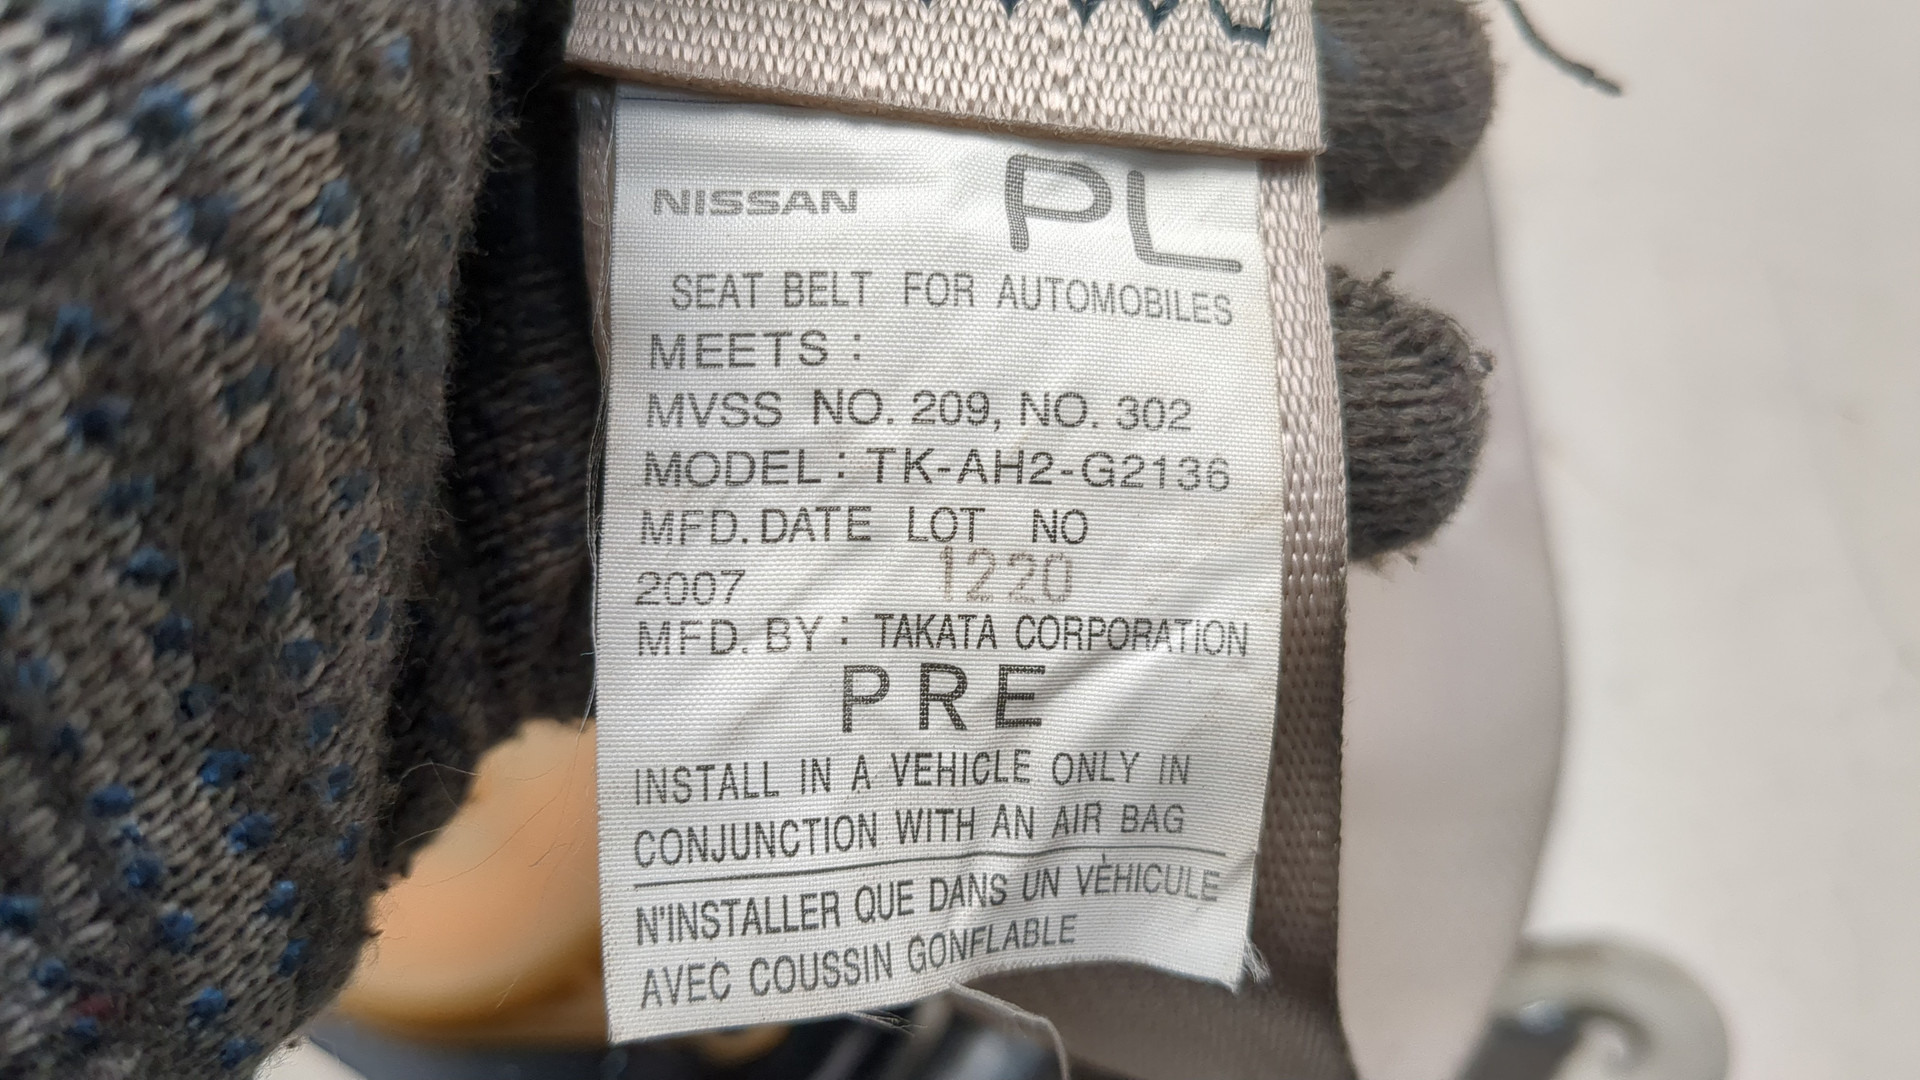 NISSAN PL
SEAT BELT FOR AUTOMOBILES
MEETS :
MVSS NO. 209, NO. 302
MODEL : TK-AH2-G2136
MFD. DATE LOT NO
2007 1220
MFD. BY : TAKATA CORPORATION
PRE
INSTALL IN A VEHICLE ONLY IN
CONJUNCTION WITH AN AIR BAG
N'INSTALLER QUE DANS UN VÈHICULE
AVEC COUSSIN GONFLABLE